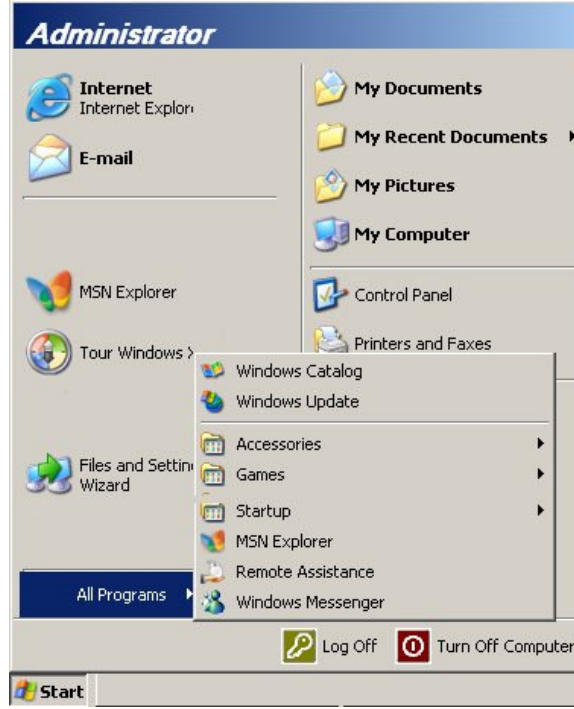 Administrator
Internet
Internet Explor
E-mail
MSN Explorer
Tour Windows X
Files and Settin
Wizard
All Programs
My Documents
My Recent Documents
My Pictures
My Computer
Control Panel
Printers and Faxes
Windows Catalog
Windows Update
Accessories
Games
Startup
MSN Explorer
Remote Assistance
Windows Messenger
Log Off
Turn Off Computer
Start